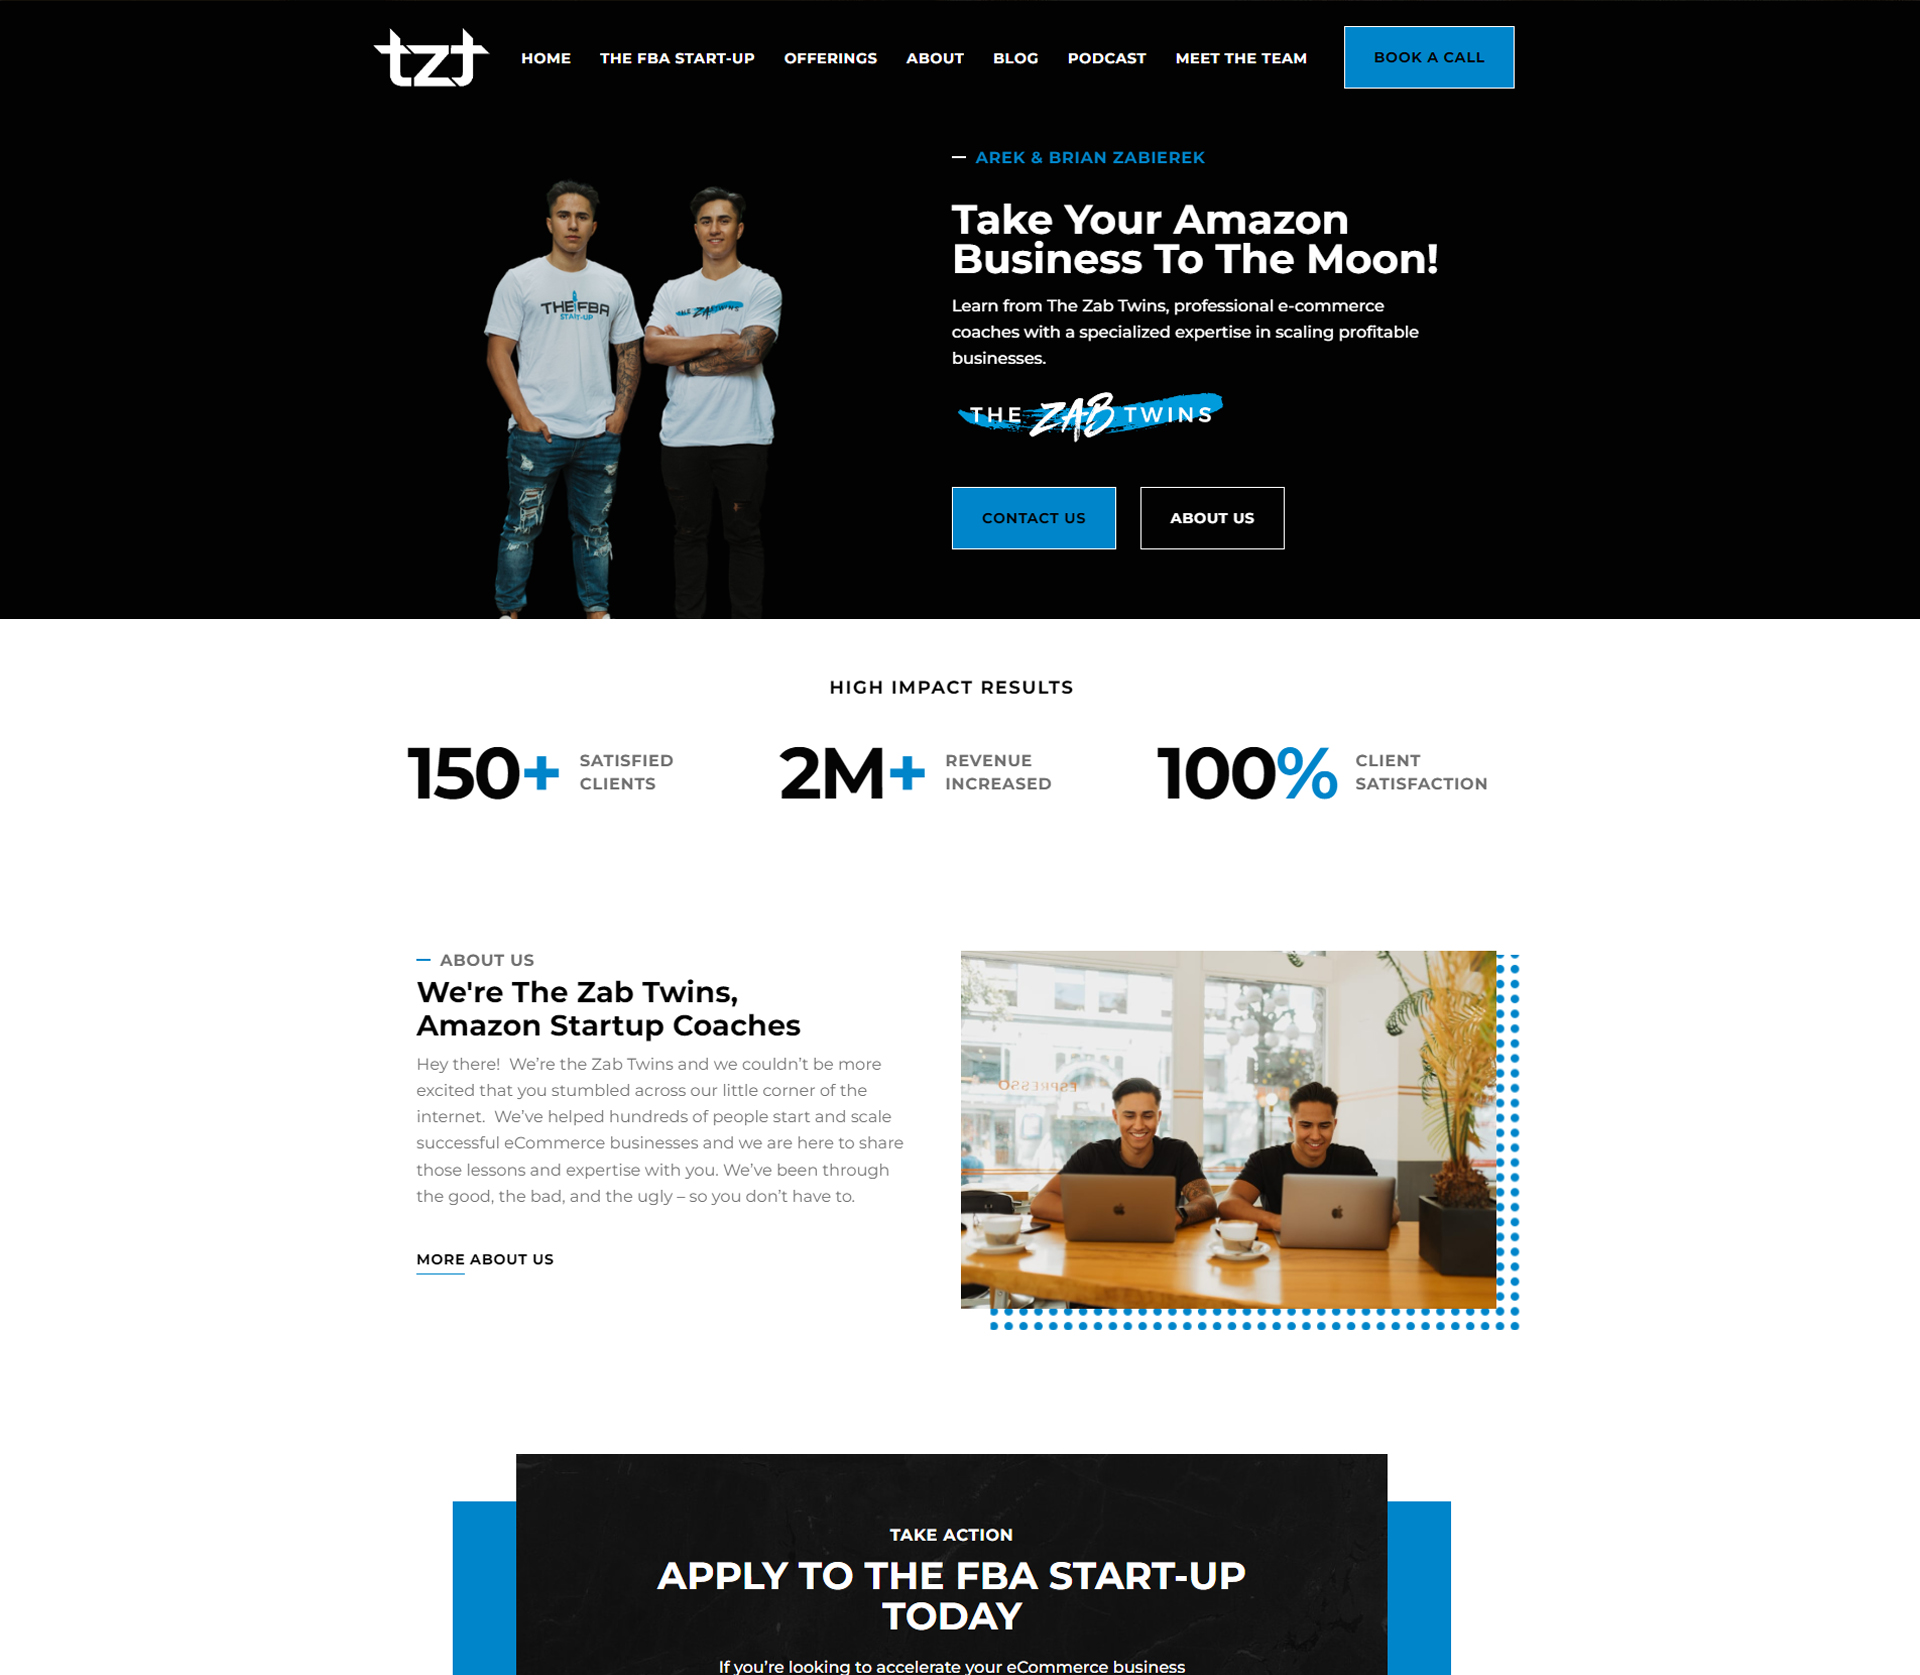 tzt
HOME THE FBA START-UP OFFERINGS ABOUT BLOG PODCAST MEET THE TEAM BOOK A CALL
AREK & BRIAN ZABIEREK
Take Your Amazon
Business To The Moon!
Learn from The Zab Twins, professional e-commerce
coaches with a specialized expertise in scaling profitable
businesses.
THE ZAB TWINS
CONTACT US ABOUT US
THE FBA
START-UP
ZAB TWINS
HIGH IMPACT RESULTS
150+ SATISFIED
CLIENTS
2M+ REVENUE
INCREASED
100% CLIENT
SATISFACTION
ABOUT US
We're The Zab Twins,
Amazon Startup Coaches
Hey there!  We’re the Zab Twins and we couldn’t be more
excited that you stumbled across our little corner of the
internet.  We’ve helped hundreds of people start and scale
successful eCommerce businesses and we are here to share
those lessons and expertise with you. We’ve been through
the good, the bad, and the ugly – so you don’t have to.
MORE ABOUT US
ESPRESSO
TAKE ACTION
APPLY TO THE FBA START-UP
TODAY
If you’re looking to accelerate your eCommerce business